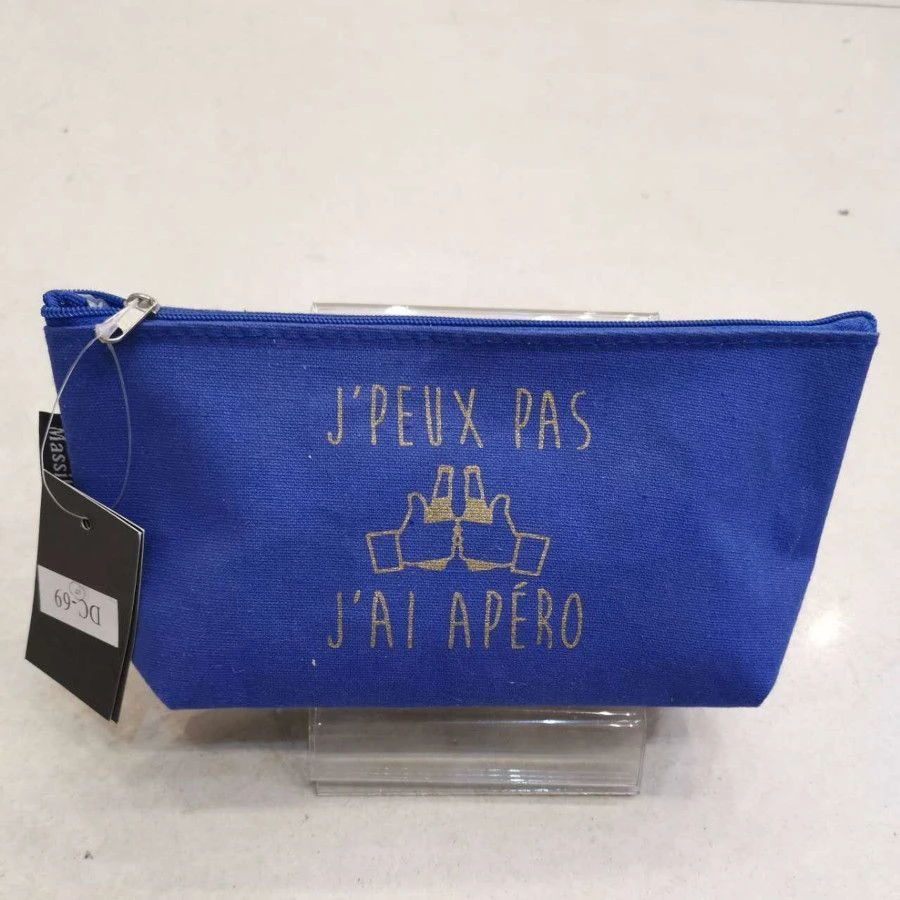 J'PEUX PAS
J'AI APÉRO
DC-69